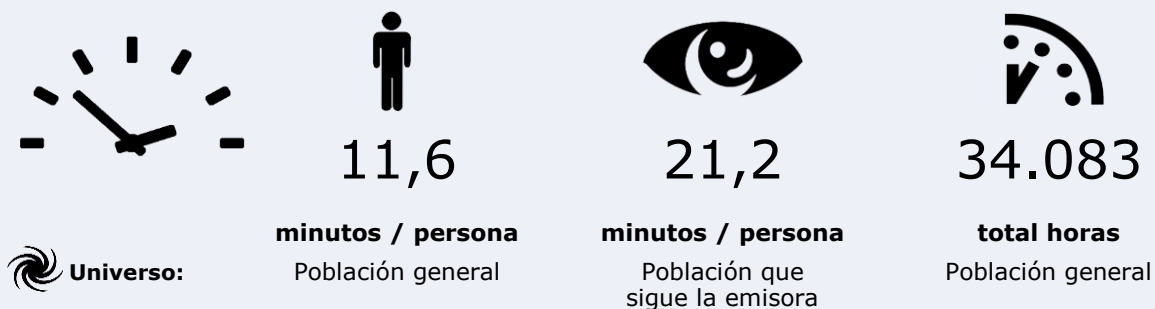 11,6
21,2
34.083
minutos / persona
minutos / persona
total horas
Universo:
Población general
Población que
sigue la emisora
Población general